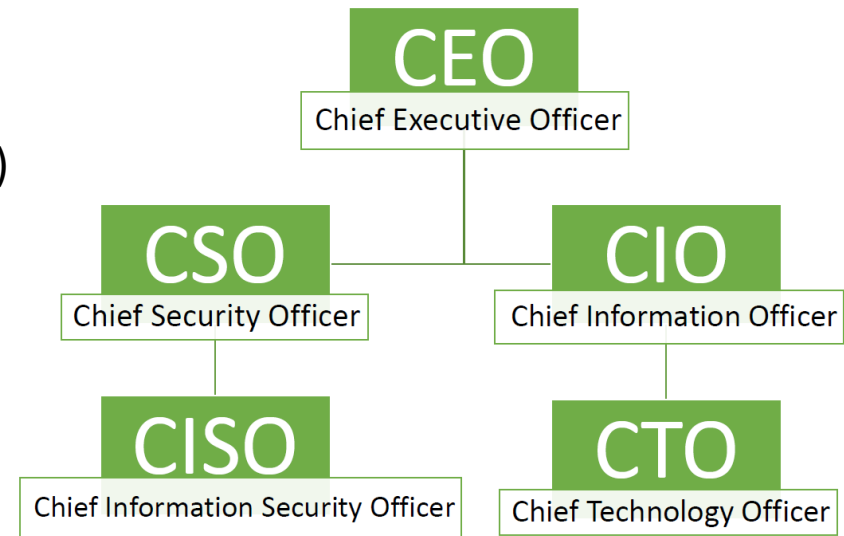 CEO
Chief Executive Officer
)
CSO
Chief Security Officer
CIO
Chief Information Officer
CISO
Chief Information Security Officer
CTO
Chief Technology Officer